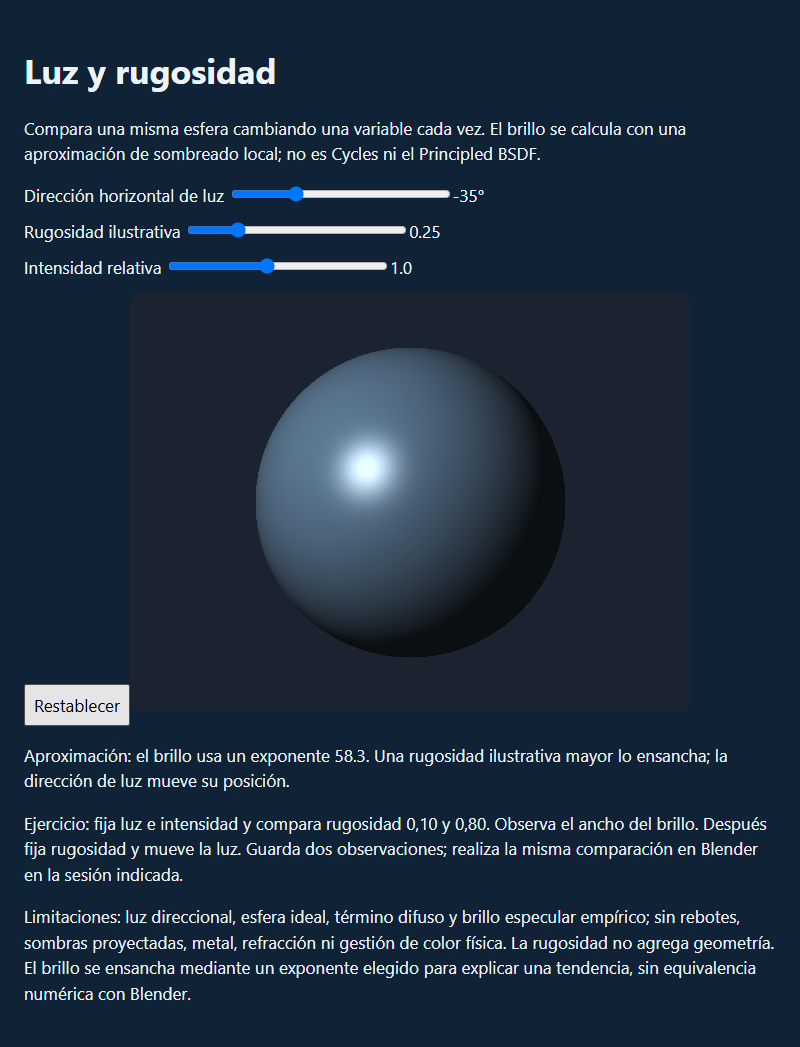 Luz y rugosidad
Compara una misma esfera cambiando una variable cada vez. El brillo se calcula con una
aproximación de sombreado local; no es Cycles ni el Principled BSDF.
Dirección horizontal de luz -35°
Rugosidad ilustrativa 0.25
Intensidad relativa 1.0
Restablecer
Aproximación: el brillo usa un exponente 58.3. Una rugosidad ilustrativa mayor lo ensancha; la
dirección de luz mueve su posición.
Ejercicio: fija luz e intensidad y compara rugosidad 0,10 y 0,80. Observa el ancho del brillo. Después
fija rugosidad y mueve la luz. Guarda dos observaciones; realiza la misma comparación en Blender
en la sesión indicada.
Limitaciones: luz direccional, esfera ideal, término difuso y brillo especular empírico; sin rebotes,
sombras proyectadas, metal, refracción ni gestión de color física. La rugosidad no agrega geometría.
El brillo se ensancha mediante un exponente elegido para explicar una tendencia, sin equivalencia
numérica con Blender.